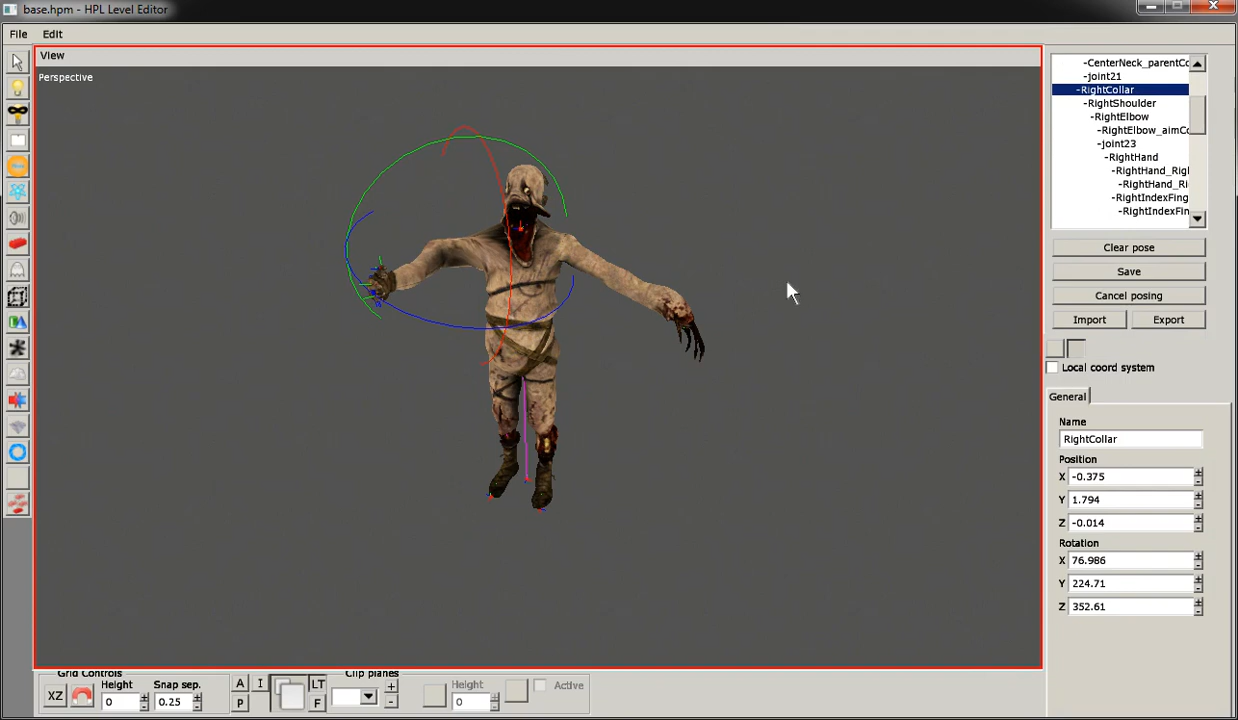 base.hpm - HPL Level Editor
File Edit
View
Perspective
-CenterNeck_parentCo
-joint21
-RightCollar
-RightShoulder
-RightElbow
-RightElbow_aimCo
-joint23
-RightHand
-RightHand_Rig
-RightHand_Ri
-RightIndexFing
-RightIndexFin
Clear pose
Save
Cancel posing
Import Export
Local coord system
General
Name
RightCollar
Position
X -0.375
Y 1.794
Z -0.014
Rotation
X 76.986
Y 224.71
Z 352.61
Grid Controls Clip planes
Height Snap sep. A I LT + Height Active
XZ 0 0.25 P F - 0